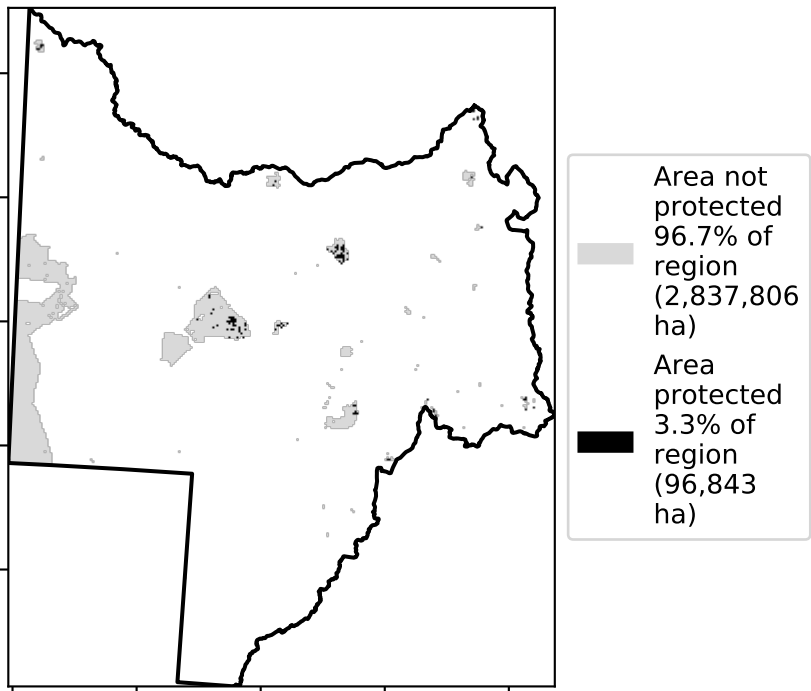 Area not
protected
96.7% of
region
(2,837,806
ha)
Area
protected
3.3% of
region
(96,843
ha)